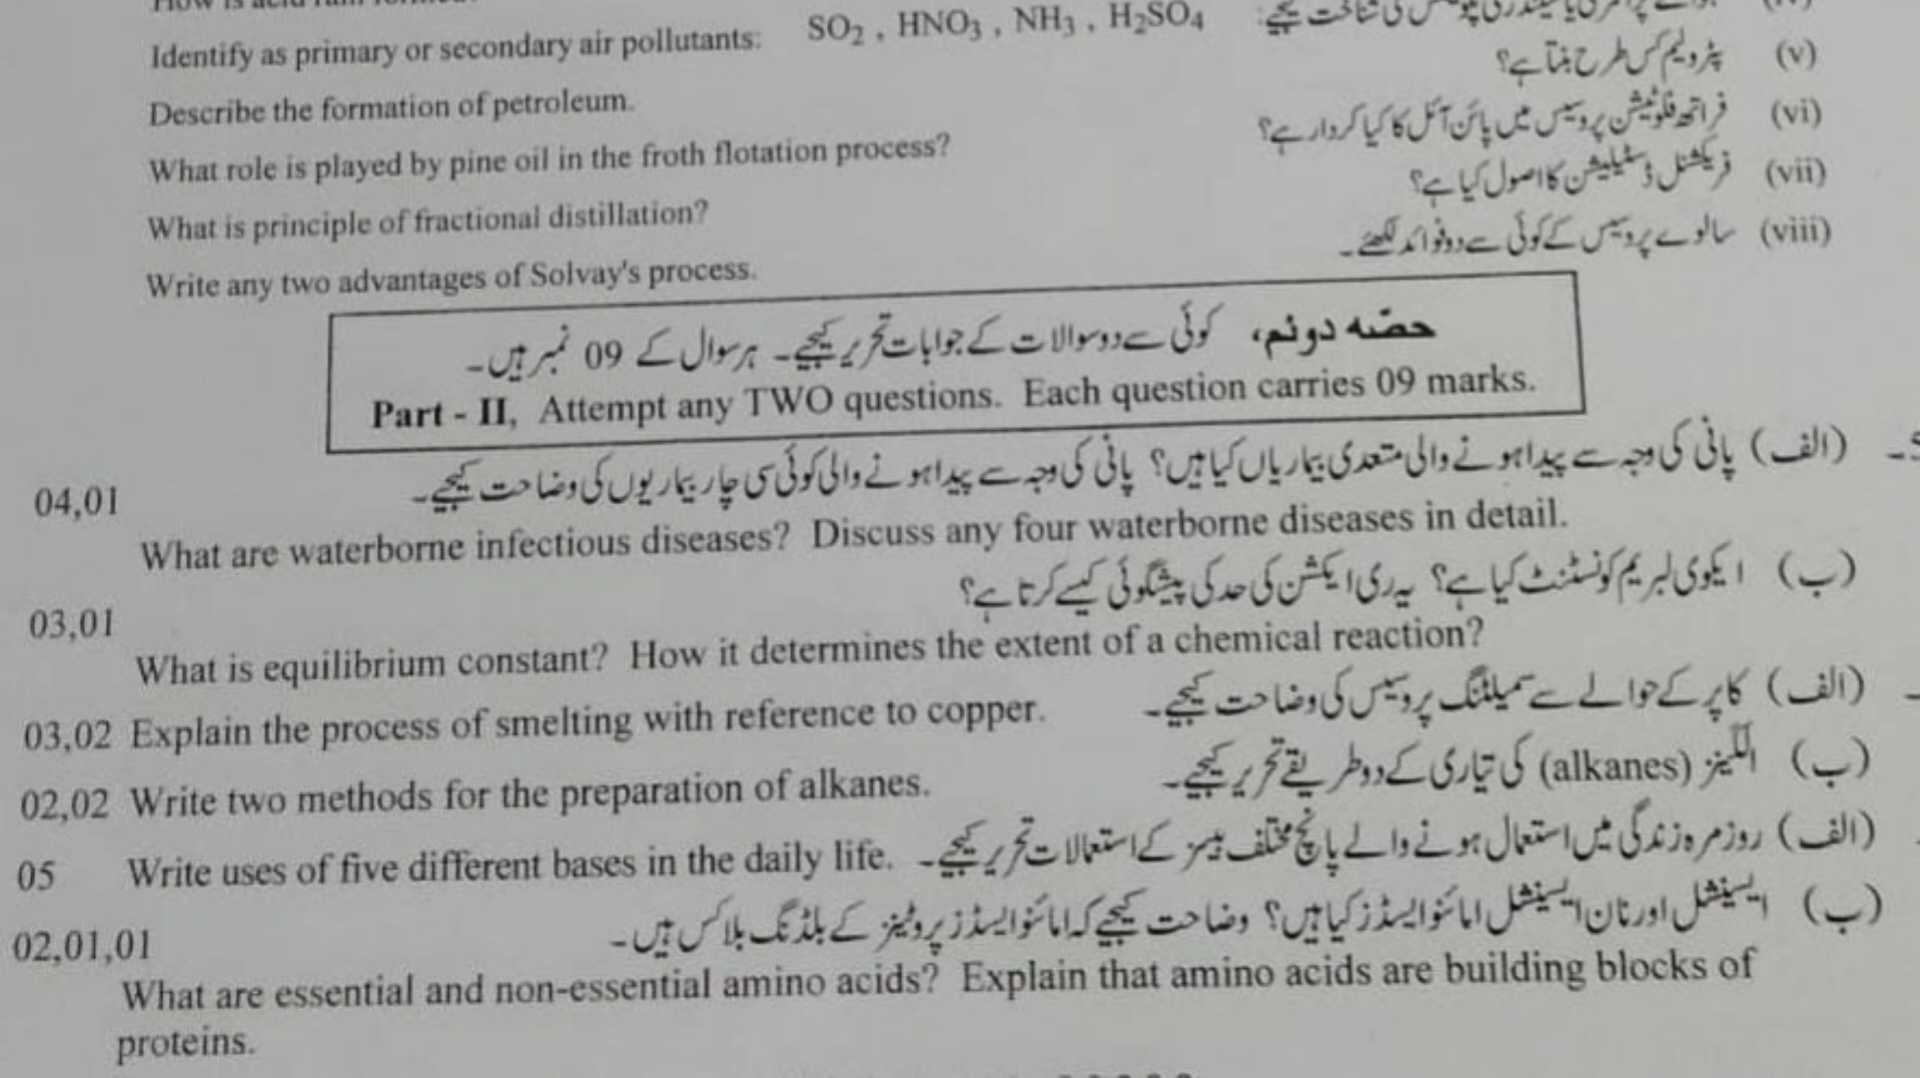 Identify as primary or secondary air pollutants: SO₂ , HNO₃ , NH₃ , H₂SO₄ کی شناخت کیجیے:
(v) پٹرولیم کس طرح بنتا ہے؟
Describe the formation of petroleum.
(vi) فراتھ فلوٹیشن پروسیس میں پائن آئل کا کیا کردار ہے؟
What role is played by pine oil in the froth flotation process?
(vii) فریکشنل ڈسٹیلیشن کا اصول کیا ہے؟
What is principle of fractional distillation?
(viii) سالوے پروسیس کے کوئی سے دو فوائد لکھئے۔
Write any two advantages of Solvay's process.
حصّہ دوئم، کوئی سے دو سوالات کے جوابات تحریر کیجیے۔ ہر سوال کے 09 نمبر ہیں۔
Part - II, Attempt any TWO questions. Each question carries 09 marks.
(الف) پانی کی وجہ سے پیدا ہونے والی متعدی بیماریاں کیا ہیں؟ پانی کی وجہ سے پیدا ہونے والی کوئی سی چار بیماریوں کی وضاحت کیجیے۔
04,01
What are waterborne infectious diseases? Discuss any four waterborne diseases in detail.
(ب) ایکوی لبریم کونسٹنٹ کیا ہے؟ یہ ری ایکشن کی حد کی پیشگوئی کیسے کرتا ہے؟
03,01
What is equilibrium constant? How it determines the extent of a chemical reaction?
(الف) کاپر کے حوالے سے سمیلٹنگ پروسیس کی وضاحت کیجیے۔
03,02 Explain the process of smelting with reference to copper.
(ب) الکینز (alkanes) کی تیاری کے دو طریقے تحریر کیجیے۔
02,02 Write two methods for the preparation of alkanes.
(الف) روزمرہ زندگی میں استعمال ہونے والے پانچ مختلف بیسز کے استعمالات تحریر کیجیے۔
05 Write uses of five different bases in the daily life.
(ب) ایسینشل اور نان ایسینشل امائنو ایسڈز کیا ہیں؟ وضاحت کیجیے کہ امائنو ایسڈز پروٹینز کے بلڈنگ بلاکس ہیں۔
02,01,01
What are essential and non-essential amino acids? Explain that amino acids are building blocks of
proteins.